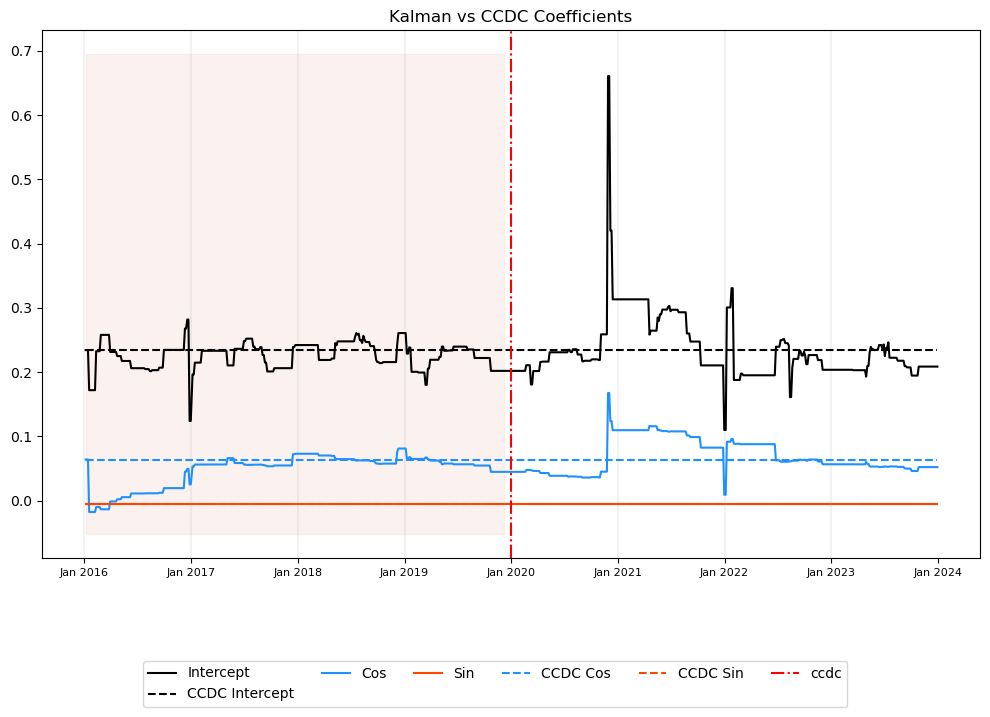 Kalman vs CCDC Coefficients
0.7
0.6
0.5
0.4
0.3
0.2
0.1
0.0
Jan 2016 Jan 2017 Jan 2018 Jan 2019 Jan 2020 Jan 2021 Jan 2022 Jan 2023 Jan 2024
Intercept Cos Sin CCDC Cos CCDC Sin ccdc
CCDC Intercept